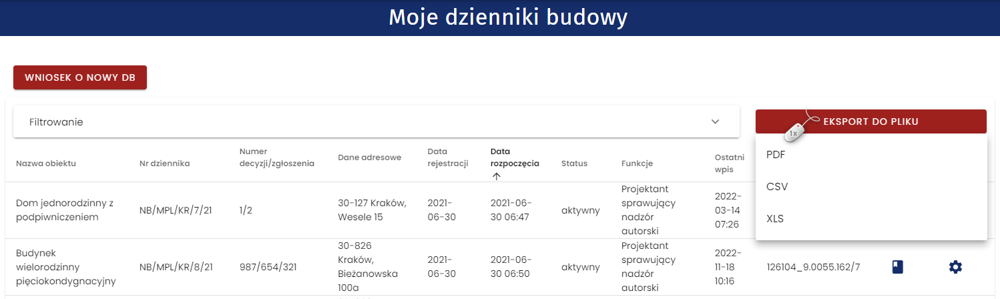 Moje dzienniki budowy
WNIOSEK O NOWY DB
Filtrowanie
EKSPORT DO PLIKU
1x
PDF
CSV
XLS
Nazwa obiektu
Nr dziennika
Numer
decyzji/zgłoszenia
Dane adresowe
Data
rejestracji
Data
rozpoczęcia
Status
Funkcje
Ostatni
wpis
Dom jednorodzinny z
podpiwniczeniem
NB/MPL/KR/7/21
1/2
30-127 Kraków,
Wesele 15
2021-
06-30
2021-06-
30 06:47
aktywny
Projektant
sprawujący
nadzór
autorski
2022-
03-14
07:26
Budynek
wielorodzinny
pięciokondygnacyjny
NB/MPL/KR/8/21
987/654/321
30-826
Kraków,
Bieżanowska
100a
2021-
06-30
2021-06-
30 06:50
aktywny
Projektant
sprawujący
nadzór
autorski
2022-
11-18
10:16
126104_9.0055.162/7